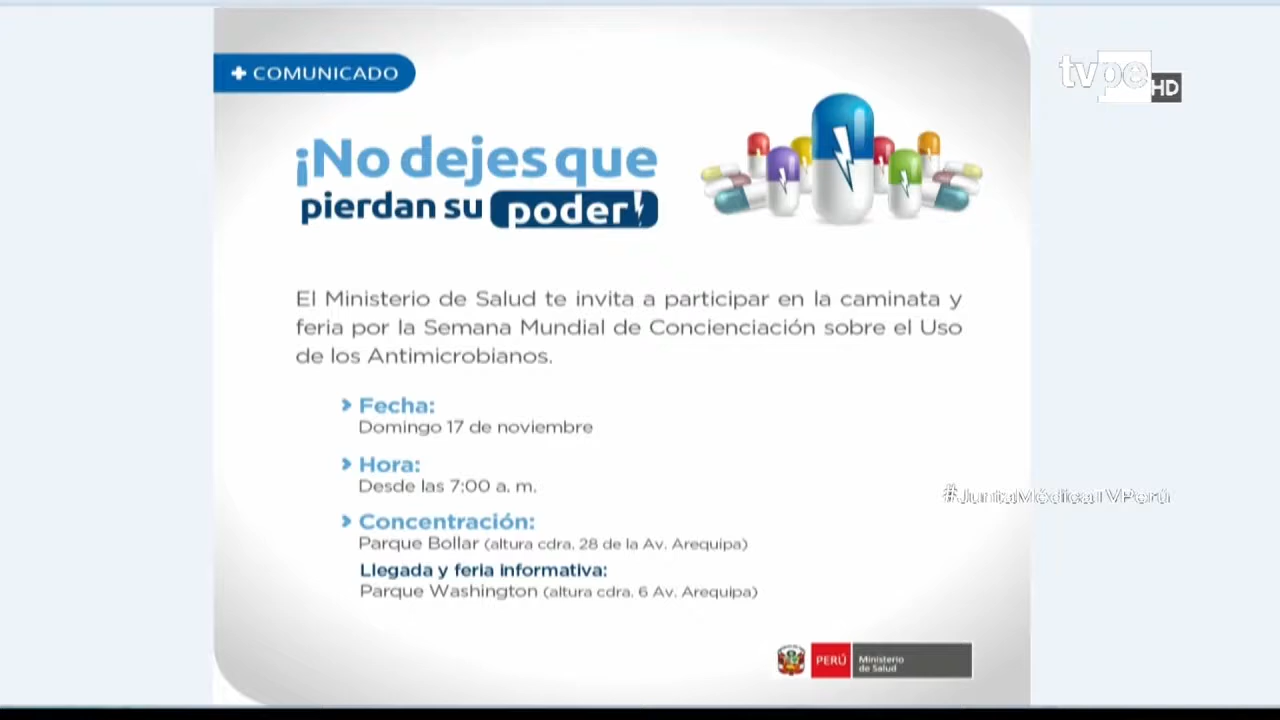 + COMUNICADO
tvpe HD
¡No dejes que
pierdan su poder!
El Ministerio de Salud te invita a participar en la caminata y
feria por la Semana Mundial de Concienciación sobre el Uso
de los Antimicrobianos.
Fecha:
Domingo 17 de noviembre
Hora:
Desde las 7:00 a. m.
#JuntaMédicaTVPerú
Concentración:
Parque Bollar (altura cdra. 28 de la Av. Arequipa)
Llegada y feria informativa:
Parque Washington (altura cdra. 6 Av. Arequipa)
PERÚ
Ministerio
de Salud